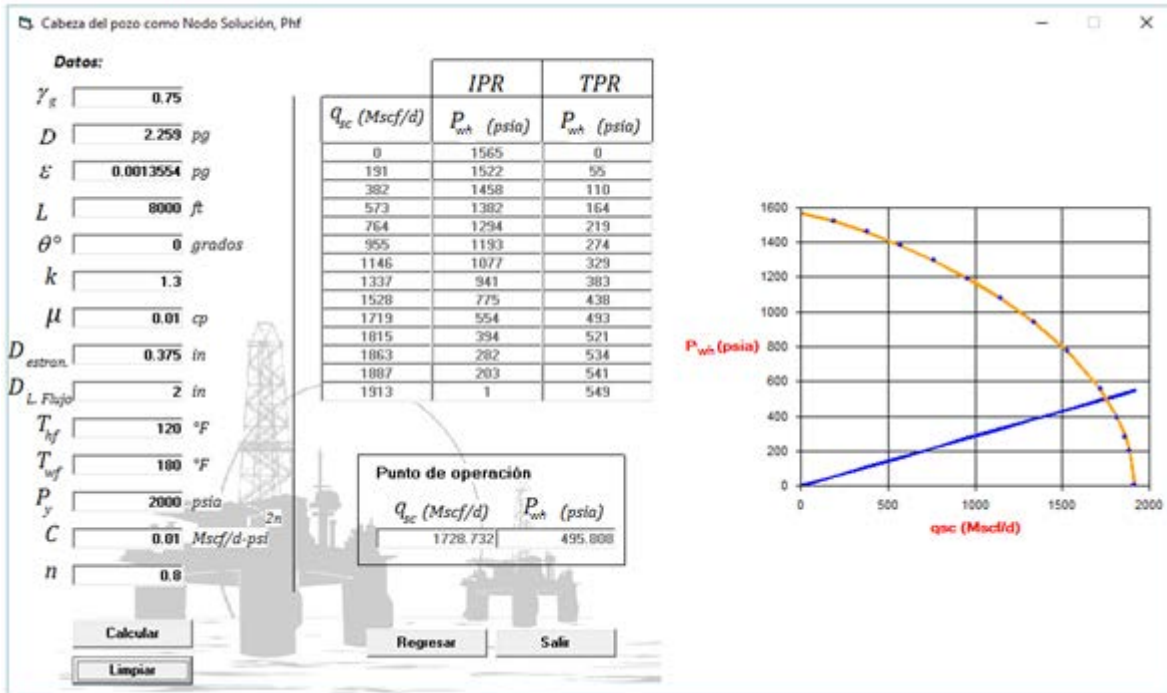 Cabeza del pozo como Nodo Solución, Phf
Datos:
γg 0.75
D 2.259 pg
ε 0.0013554 pg
L 8000 ft
θ° 0 grados
k 1.3
μ 0.01 cp
D estran. 0.375 in
D L. Flujo 2 in
Thf 120 °F
Twf 180 °F
Py 2000 psia
C 0.01 Mscf/d-psi 2n
n 0.8
Calcular
Limpiar
IPR TPR
qsc (Mscf/d) Pwh (psia) Pwh (psia)
0 1565 0
191 1522 55
382 1458 110
573 1382 164
764 1294 219
955 1193 274
1146 1077 329
1337 941 383
1528 775 438
1719 554 493
1815 394 521
1863 282 534
1887 203 541
1913 1 549
Punto de operación
qsc (Mscf/d) Pwh (psia)
1728.732 495.808
Regresar Salir
1600
1400
1200
1000
800
600
400
200
0
Pwh (psia)
0 500 1000 1500 2000
qsc (Mscf/d)